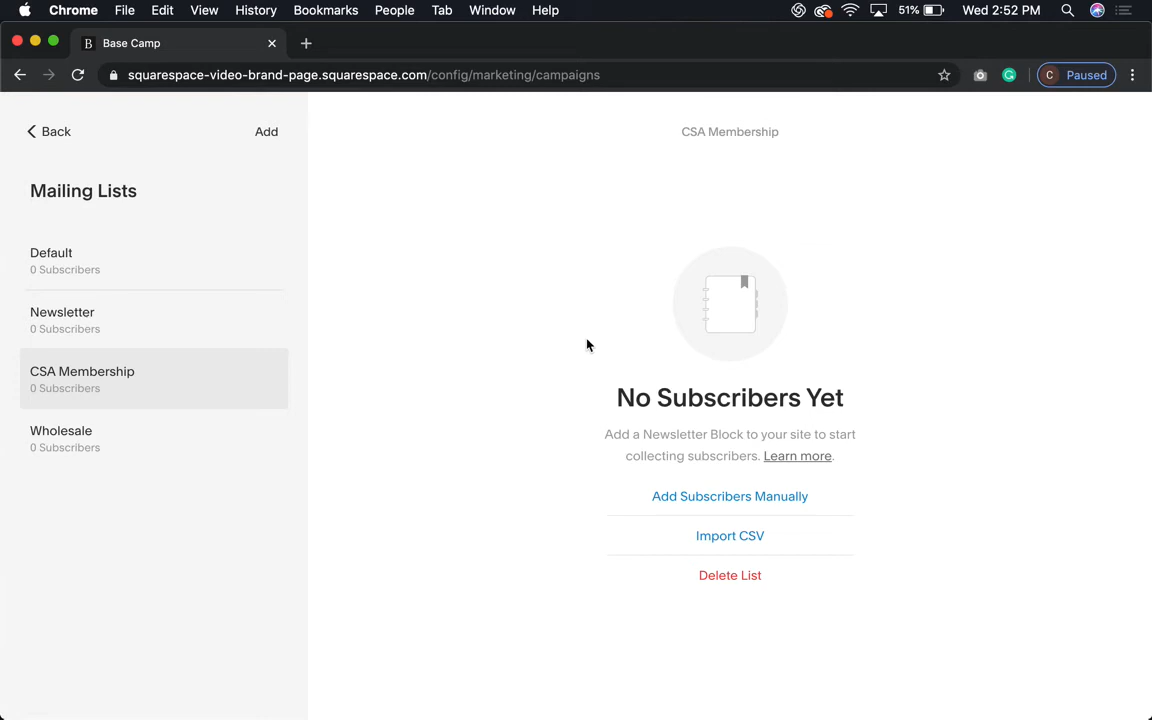 Chrome File Edit View History Bookmarks People Tab Window Help 51% Wed 2:52 PM
B Base Camp
squarespace-video-brand-page.squarespace.com/config/marketing/campaigns C Paused
Back Add CSA Membership
Mailing Lists
Default
0 Subscribers
Newsletter
0 Subscribers
CSA Membership
0 Subscribers
Wholesale
0 Subscribers
No Subscribers Yet
Add a Newsletter Block to your site to start
collecting subscribers. Learn more.
Add Subscribers Manually
Import CSV
Delete List